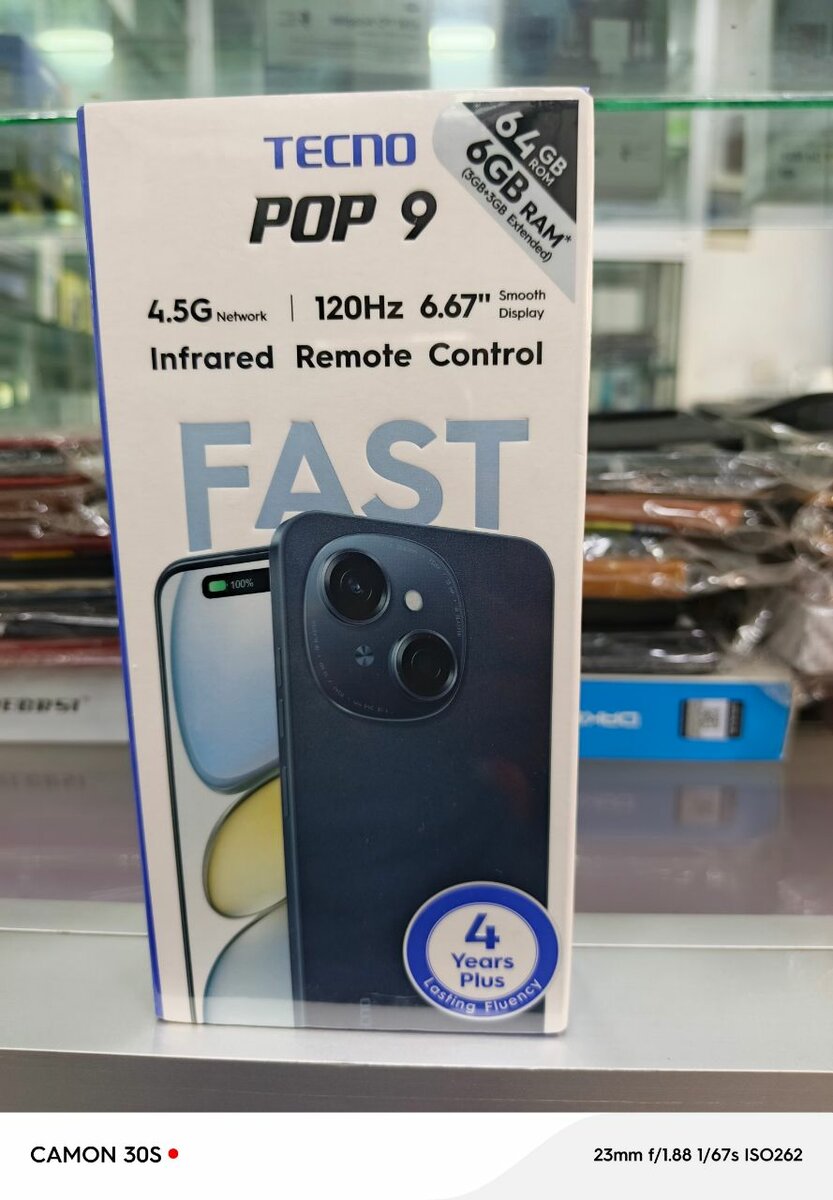 TECNO
POP 9
64GB ROM
6GB RAM*
(3GB+3GB Extended)
4.5G Network | 120Hz 6.67" Smooth Display
Infrared Remote Control
FAST
100%
4
Years
Plus
Lasting Fluency
CAMON 30S
23mm f/1.88 1/67s ISO262